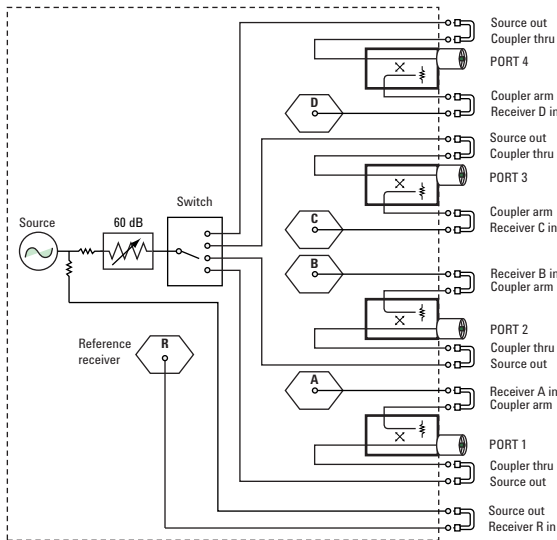 Source out
Coupler thru
PORT 4
Coupler arm
D
Receiver D in
Source out
Coupler thru
PORT 3
Switch
60 dB
Source
Coupler arm
C
Receiver C in
B
Receiver B in
Coupler arm
PORT 2
Reference
receiver
R
Coupler thru
Source out
A
Receiver A in
Coupler arm
PORT 1
Coupler thru
Source out
Source out
Receiver R in